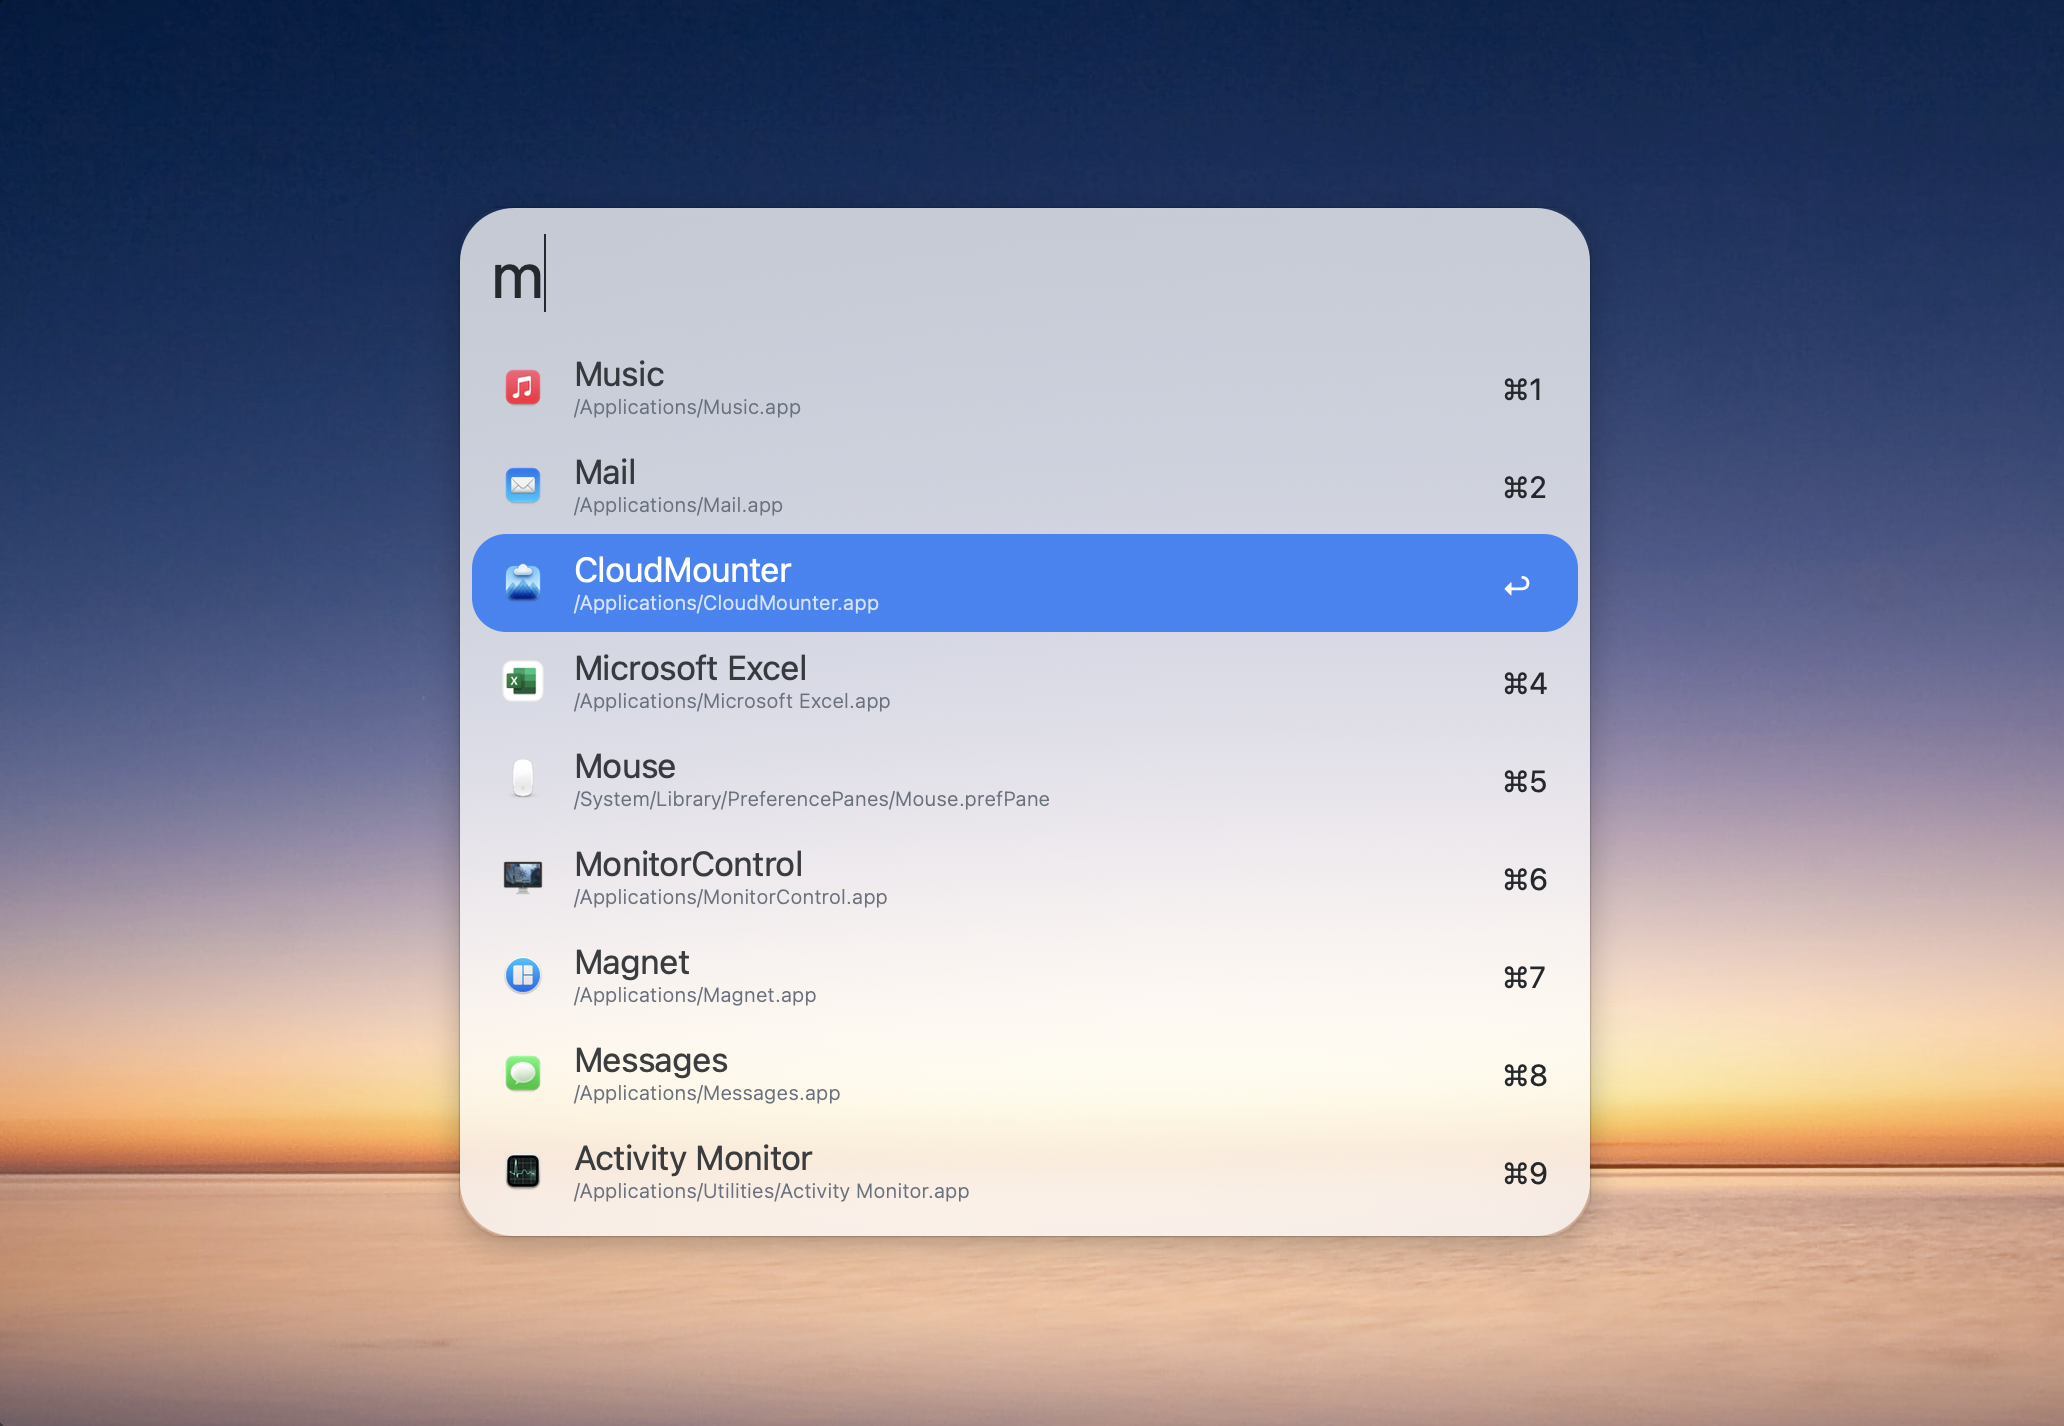 m
Music
/Applications/Music.app
⌘1
Mail
/Applications/Mail.app
⌘2
CloudMounter
/Applications/CloudMounter.app
Microsoft Excel
/Applications/Microsoft Excel.app
⌘4
Mouse
/System/Library/PreferencePanes/Mouse.prefPane
⌘5
MonitorControl
/Applications/MonitorControl.app
⌘6
Magnet
/Applications/Magnet.app
⌘7
Messages
/Applications/Messages.app
⌘8
Activity Monitor
/Applications/Utilities/Activity Monitor.app
⌘9